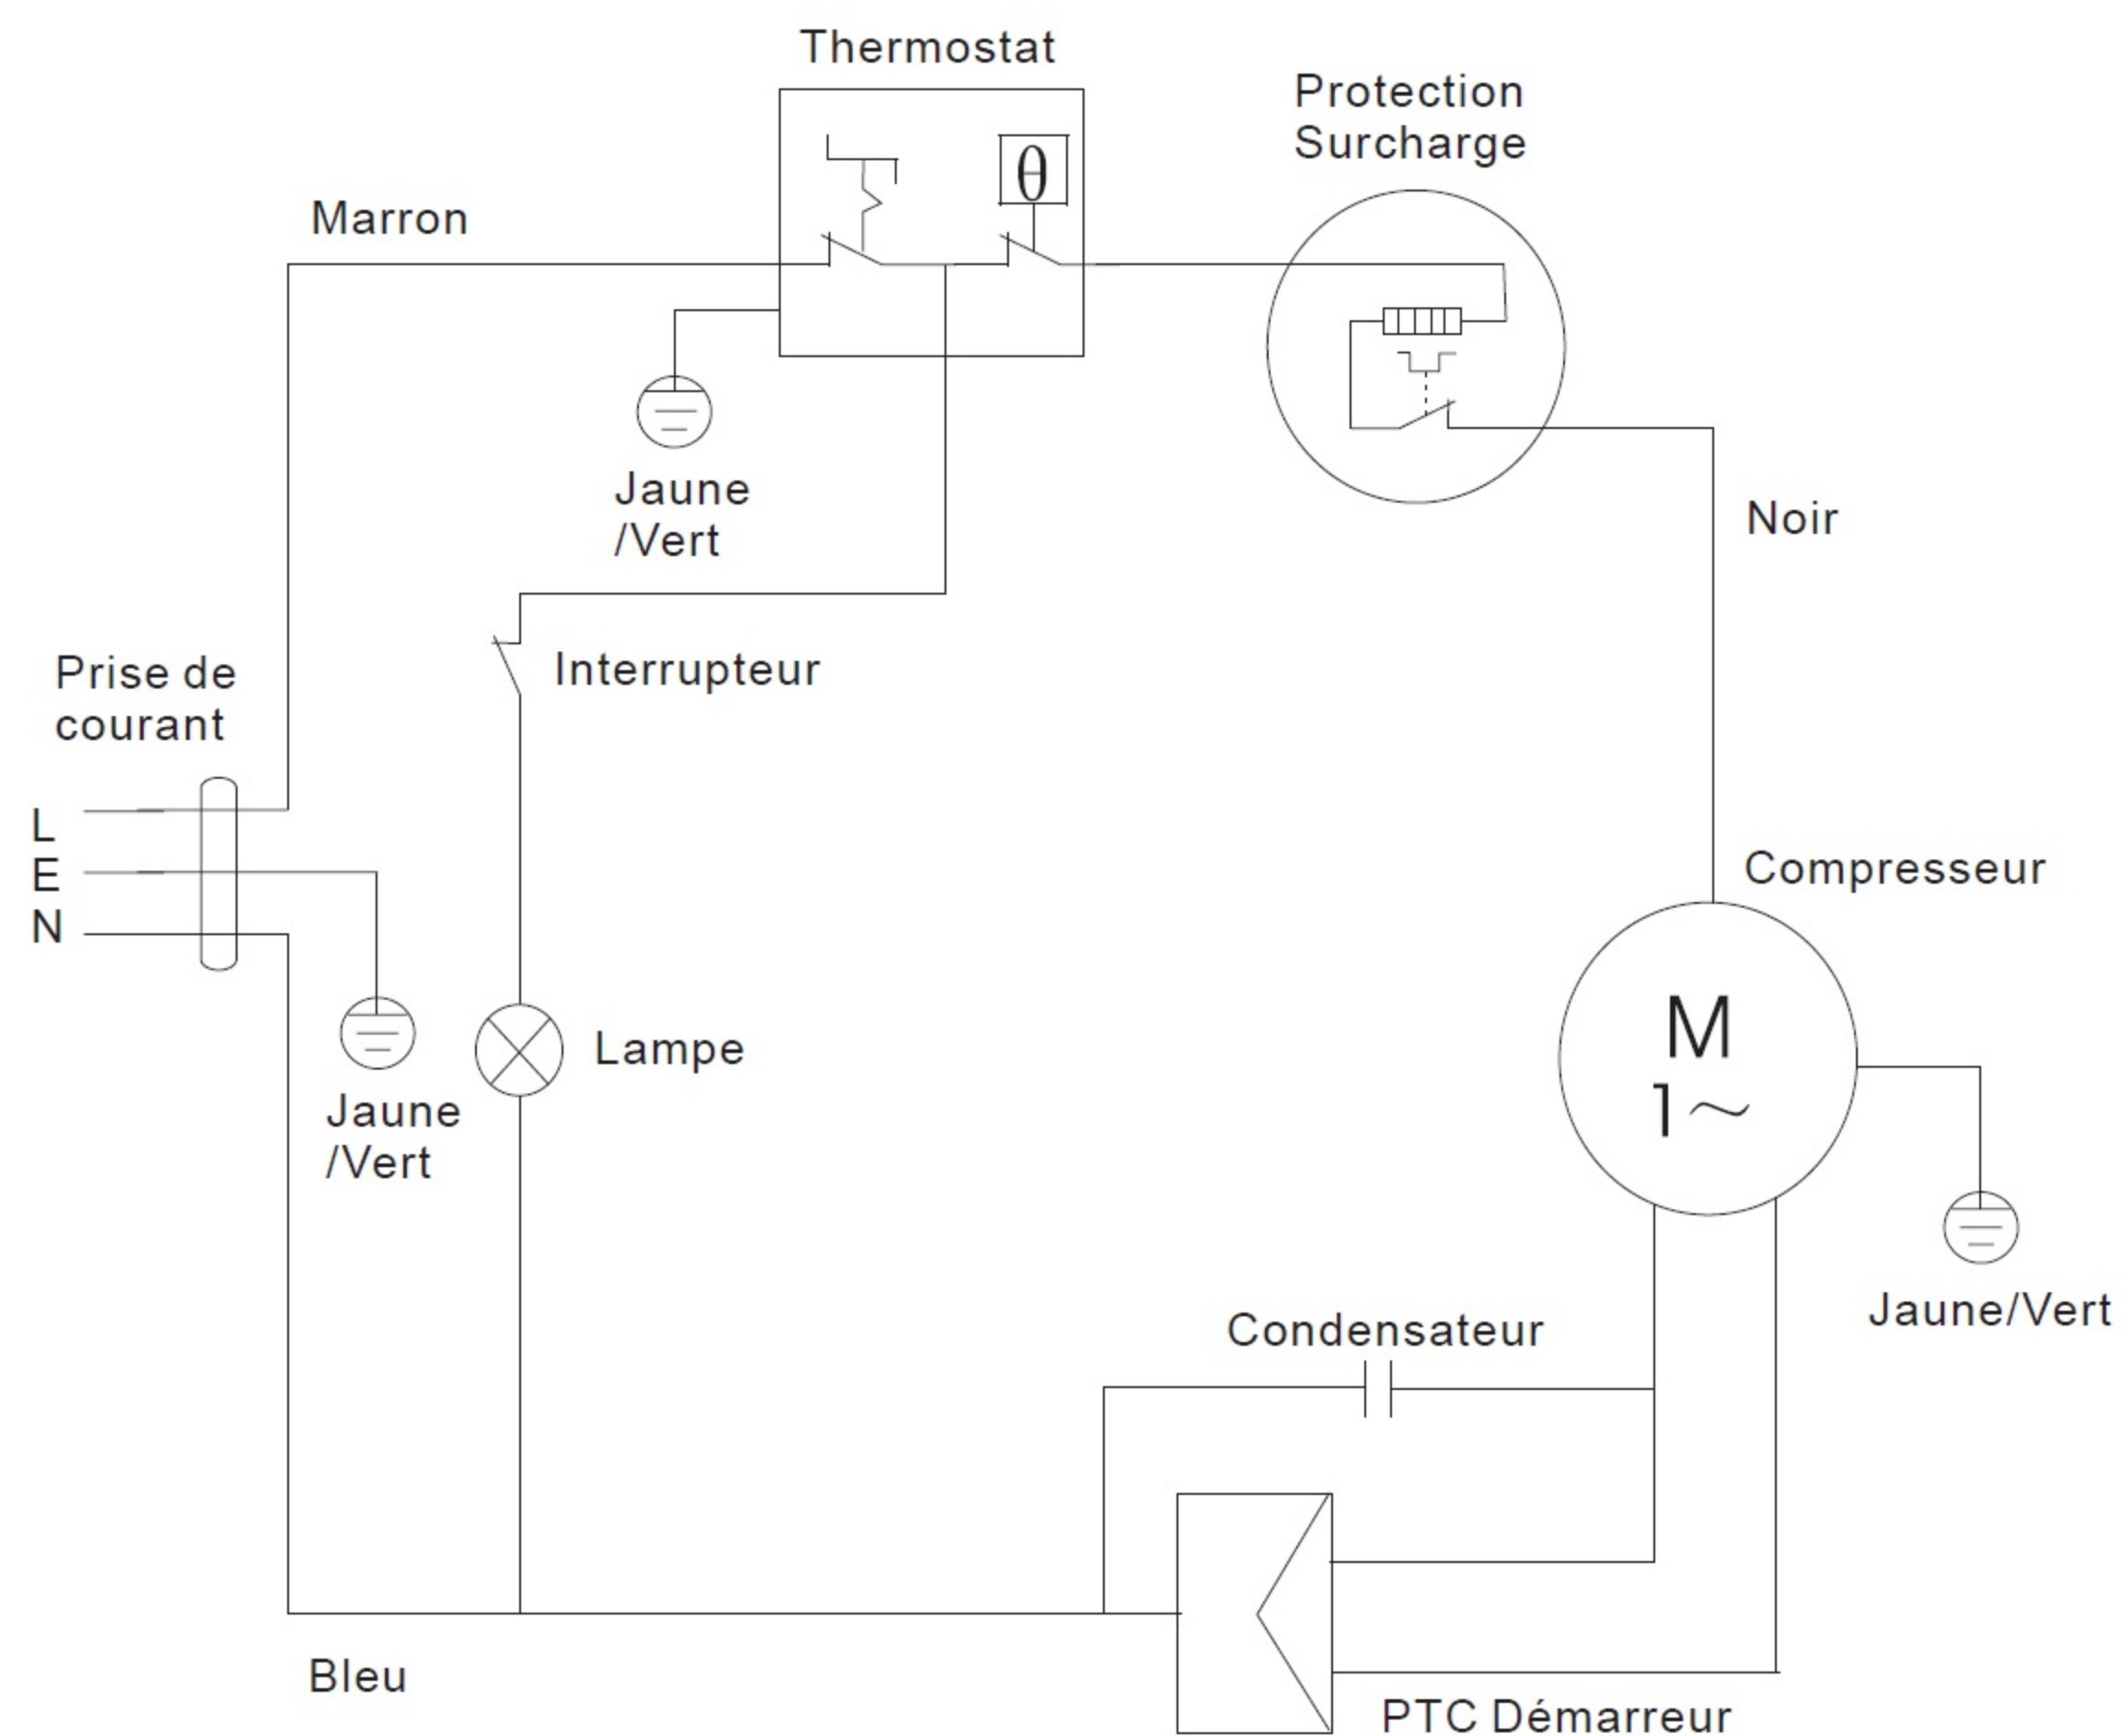 Thermostat
Protection
Surcharge
θ
Marron
Jaune
/Vert
Noir
Interrupteur
Prise de
courant
L
E
N
Compresseur
M
1~
Lampe
Jaune
/Vert
Jaune/Vert
Condensateur
Bleu
PTC Démarreur